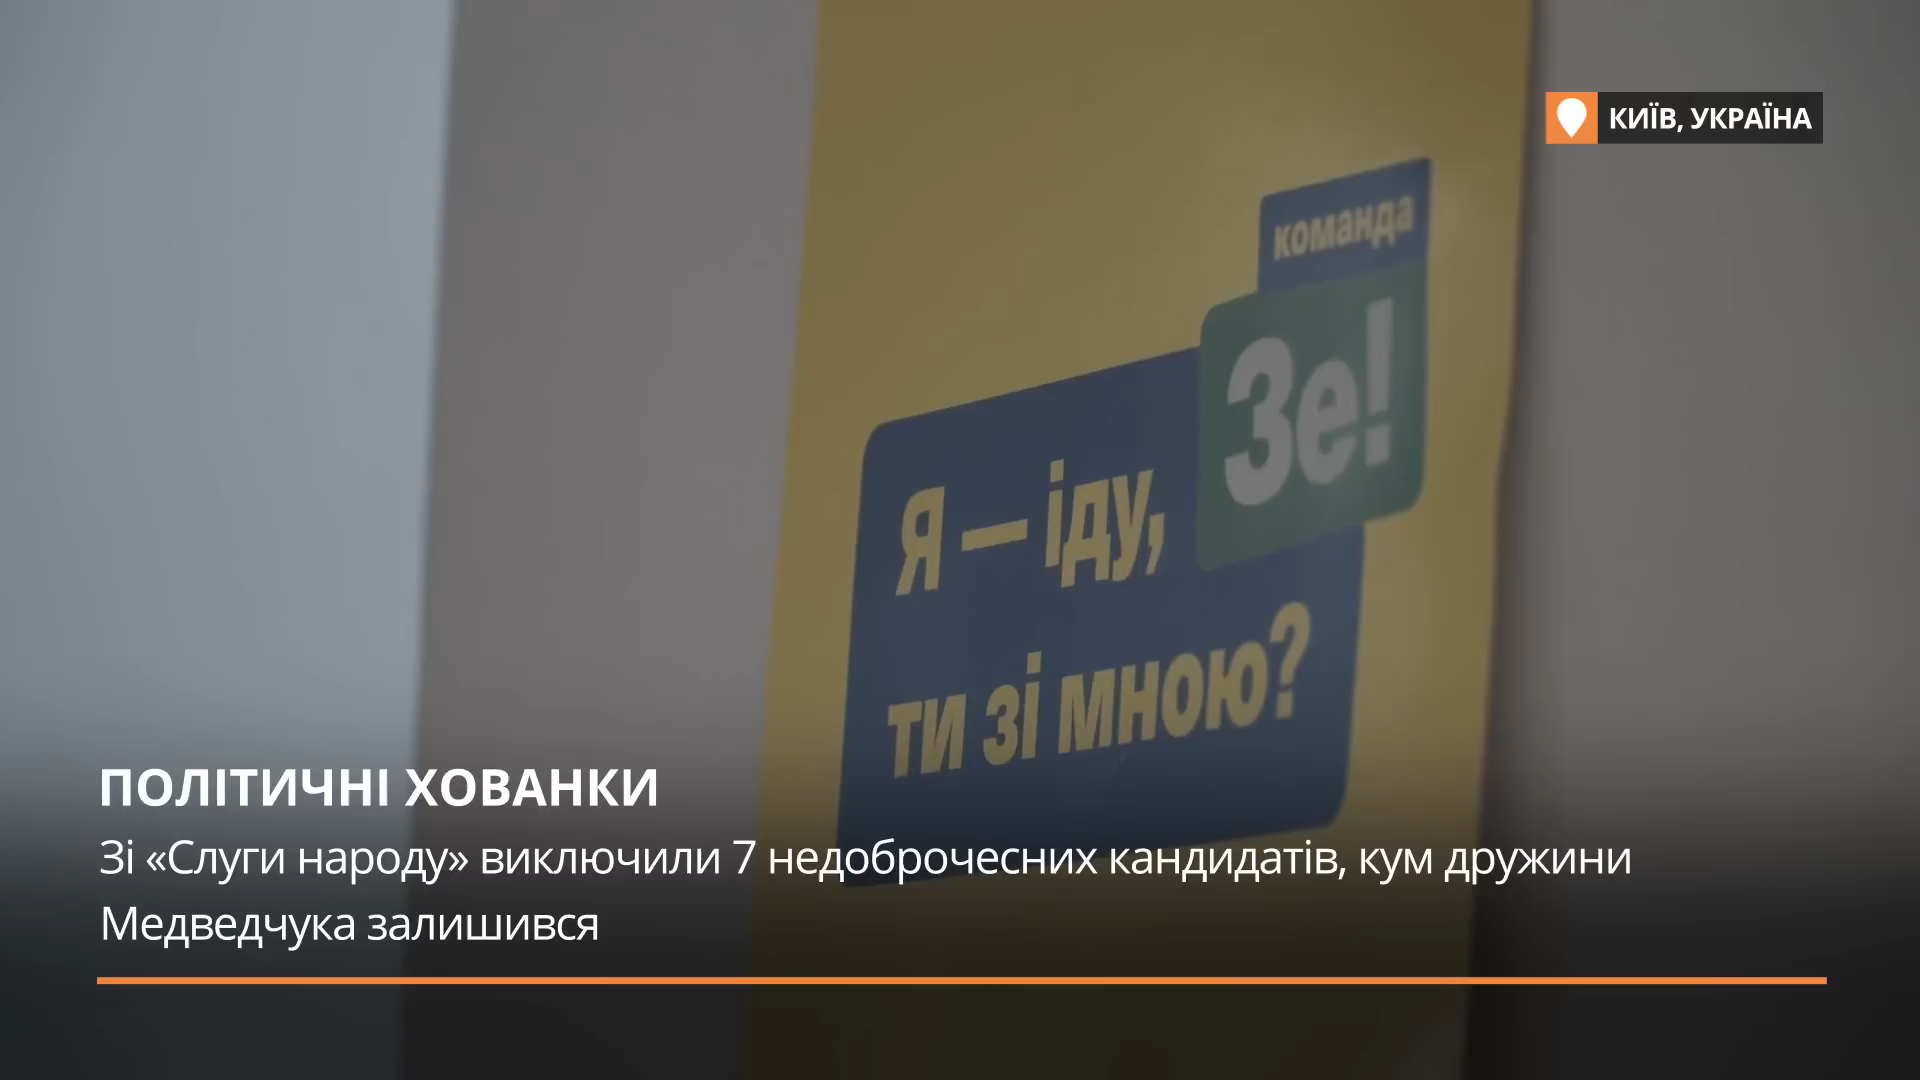 КИЇВ, УКРАЇНА
команда
Зе!
Я — іду,
ти зі мною?
ПОЛІТИЧНІ ХОВАНКИ
Зі «Слуги народу» виключили 7 недоброчесних кандидатів, кум дружини
Медведчука залишився